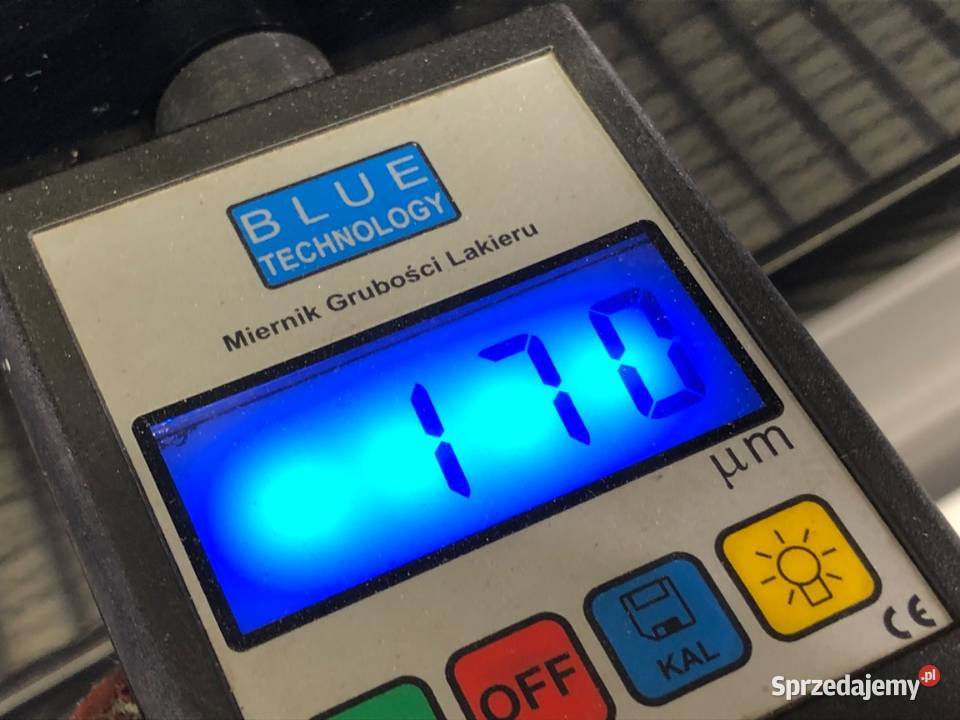 BLUE
TECHNOLOGY
Miernik Grubości Lakieru
170
μm
OFF
KAL
CE
Sprzedajemy.pl